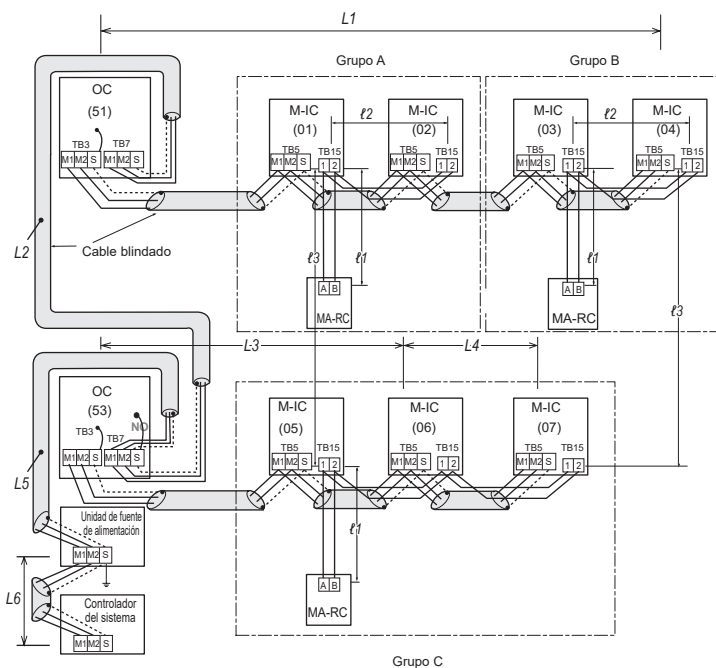 L1
Grupo A
Grupo B
OC
(51)
TB3
TB7
M1 M2 S
M1 M2 S
M-IC
(01)
TB5
TB15
M1 M2 S
1 2
ℓ2
M-IC
(02)
TB5
TB15
M1 M2 S
1 2
M-IC
(03)
TB5
TB15
M1 M2 S
1 2
ℓ2
M-IC
(04)
TB5
TB15
M1 M2 S
1 2
L2
Cable blindado
ℓ3
ℓ1
A B
MA-RC
ℓ1
A B
MA-RC
ℓ3
L3
L4
OC
(53)
NO
TB3
TB7
M1 M2 S
M1 M2 S
M-IC
(05)
TB5
TB15
M1 M2 S
1 2
M-IC
(06)
TB5
TB15
M1 M2 S
1 2
M-IC
(07)
TB5
TB15
M1 M2 S
1 2
L5
Unidad de fuente
de alimentación
M1 M2 S
ℓ1
A B
MA-RC
L6
Controlador
del sistema
M1 M2 S
Grupo C